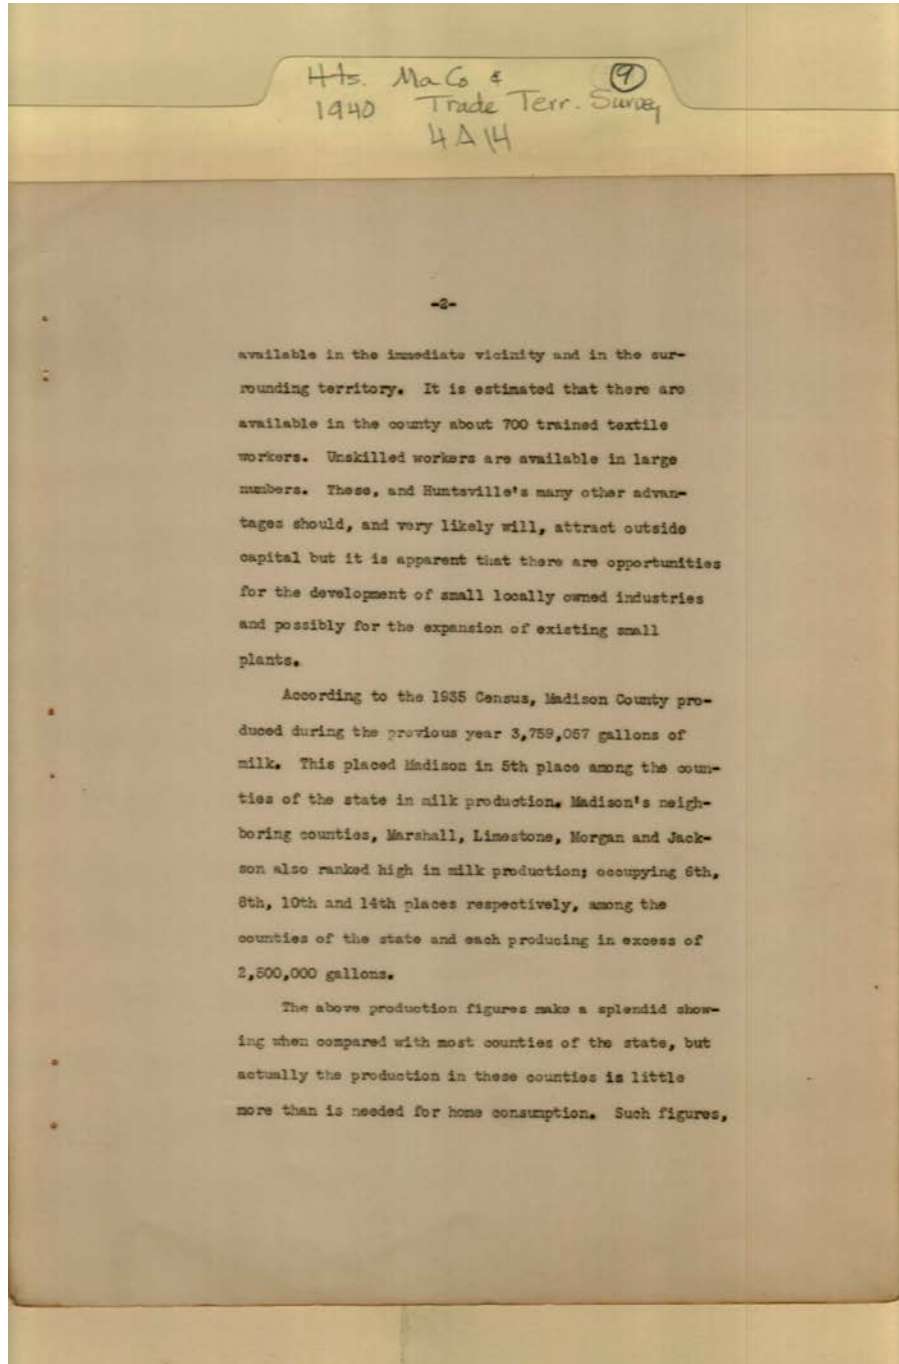 Hts. Ma Co & 9
1940 Trade Terr. Survey
4A14
-2-
available in the immediate vicinity and in the sur-
rounding territory. It is estimated that there are
available in the county about 700 trained textile
workers. Unskilled workers are available in large
numbers. These, and Huntsville's many other advan-
tages should, and very likely will, attract outside
capital but it is apparent that there are opportunities
for the development of small locally owned industries
and possibly for the expansion of existing small
plants.
According to the 1935 Census, Madison County pro-
duced during the previous year 3,759,057 gallons of
milk. This placed Madison in 5th place among the coun-
ties of the state in milk production. Madison's neigh-
boring counties, Marshall, Limestone, Morgan and Jack-
son also ranked high in milk production; occupying 6th,
8th, 10th and 14th places respectively, among the
counties of the state and each producing in excess of
2,500,000 gallons.
The above production figures make a splendid show-
ing when compared with most counties of the state, but
actually the production in these counties is little
more than is needed for home consumption. Such figures,